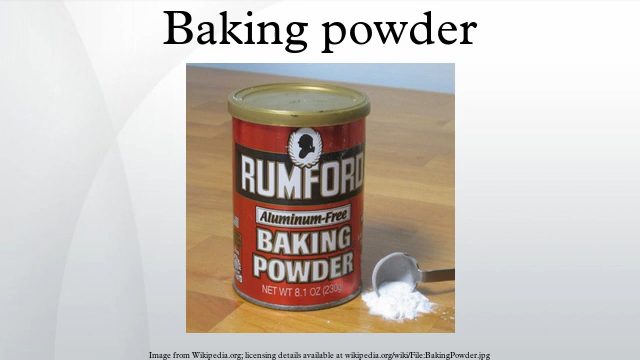 Baking powder
RUMFORD
Aluminum-Free
BAKING
POWDER
NET WT 8.1 OZ (230g)
Image from Wikipedia.org; licensing details available at wikipedia.org/wiki/File:BakingPowder.jpg